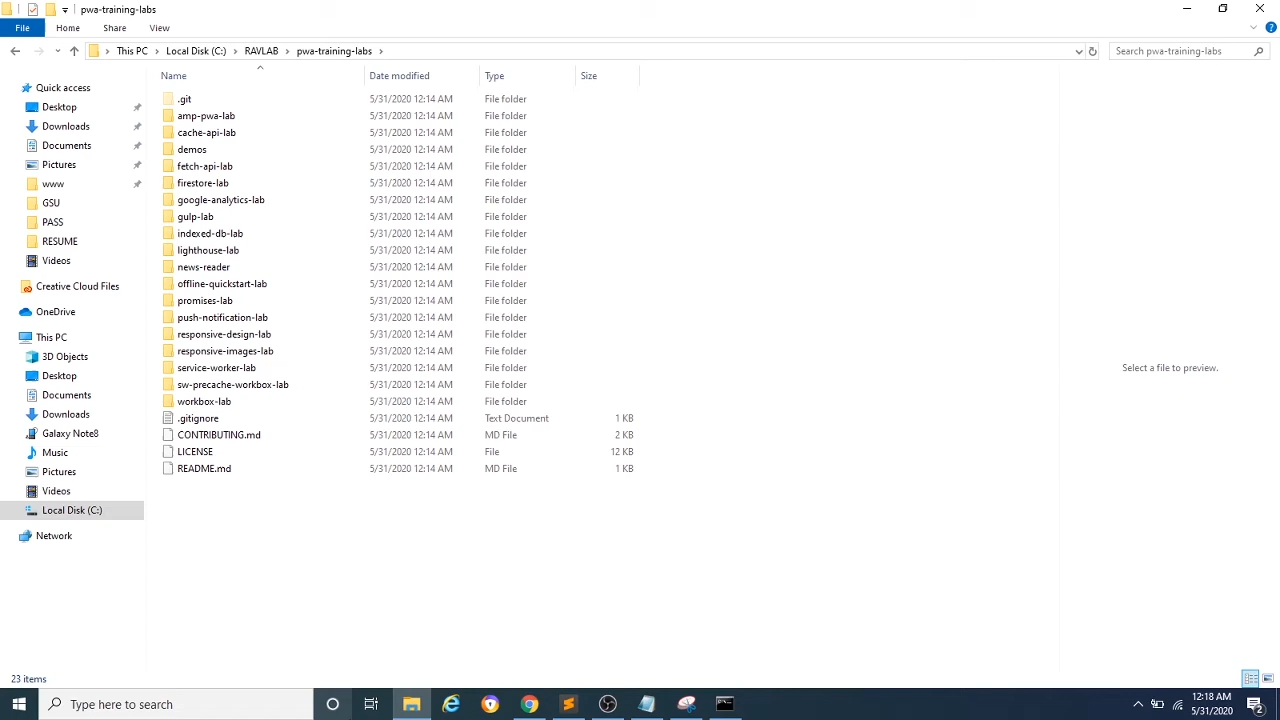 pwa-training-labs
File Home Share View
This PC Local Disk (C:) RAVLAB pwa-training-labs Search pwa-training-labs
Name Date modified Type Size
Quick access
Desktop
Downloads
Documents
Pictures
www
GSU
PASS
RESUME
Videos
Creative Cloud Files
OneDrive
This PC
3D Objects
Desktop
Documents
Downloads
Galaxy Note8
Music
Pictures
Videos
Local Disk (C:)
Network
.git 5/31/2020 12:14 AM File folder
amp-pwa-lab 5/31/2020 12:14 AM File folder
cache-api-lab 5/31/2020 12:14 AM File folder
demos 5/31/2020 12:14 AM File folder
fetch-api-lab 5/31/2020 12:14 AM File folder
firestore-lab 5/31/2020 12:14 AM File folder
google-analytics-lab 5/31/2020 12:14 AM File folder
gulp-lab 5/31/2020 12:14 AM File folder
indexed-db-lab 5/31/2020 12:14 AM File folder
lighthouse-lab 5/31/2020 12:14 AM File folder
news-reader 5/31/2020 12:14 AM File folder
offline-quickstart-lab 5/31/2020 12:14 AM File folder
promises-lab 5/31/2020 12:14 AM File folder
push-notification-lab 5/31/2020 12:14 AM File folder
responsive-design-lab 5/31/2020 12:14 AM File folder
responsive-images-lab 5/31/2020 12:14 AM File folder
service-worker-lab 5/31/2020 12:14 AM File folder
sw-precache-workbox-lab 5/31/2020 12:14 AM File folder
workbox-lab 5/31/2020 12:14 AM File folder
.gitignore 5/31/2020 12:14 AM Text Document 1 KB
CONTRIBUTING.md 5/31/2020 12:14 AM MD File 2 KB
LICENSE 5/31/2020 12:14 AM File 12 KB
README.md 5/31/2020 12:14 AM MD File 1 KB
Select a file to preview.
23 items
Type here to search
12:18 AM
5/31/2020
2